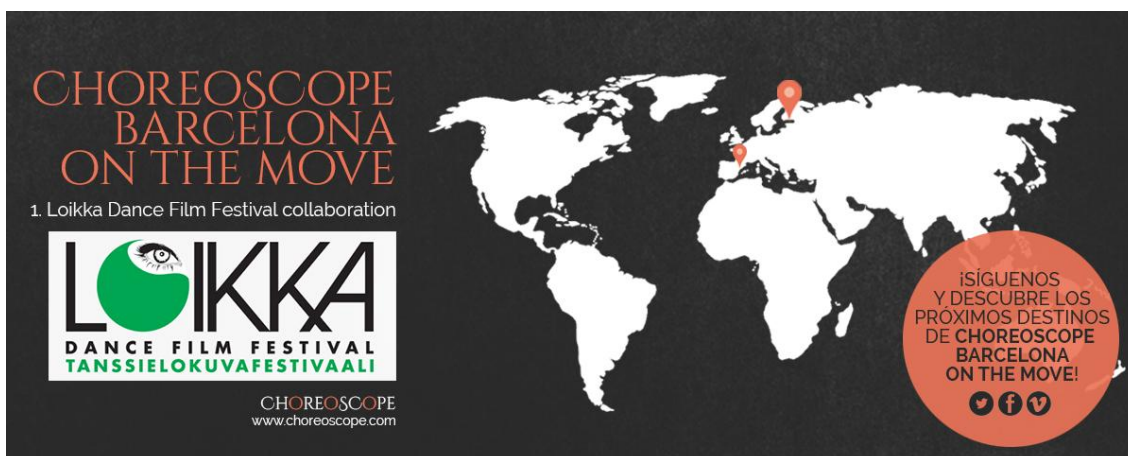 CHOREOSCOPE
BARCELONA
ON THE MOVE
1. Loikka Dance Film Festival collaboration
LOIKKA
DANCE FILM FESTIVAL
TANSSIELOKUVAFESTIVAALI
CHOREOSCOPE
www.choreoscope.com
¡SÍGUENOS
Y DESCUBRE LOS
PRÓXIMOS DESTINOS
DE CHOREOSCOPE
BARCELONA
ON THE MOVE!